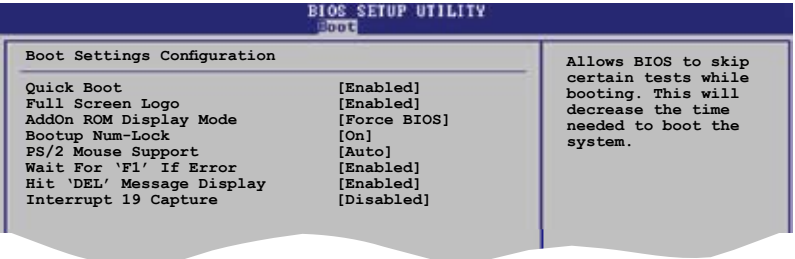 BIOS SETUP UTILITY
Boot
Boot Settings Configuration
Quick Boot [Enabled]
Full Screen Logo [Enabled]
AddOn ROM Display Mode [Force BIOS]
Bootup Num-Lock [On]
PS/2 Mouse Support [Auto]
Wait For ‘F1’ If Error [Enabled]
Hit ‘DEL’ Message Display [Enabled]
Interrupt 19 Capture [Disabled]
Allows BIOS to skip
certain tests while
booting. This will
decrease the time
needed to boot the
system.